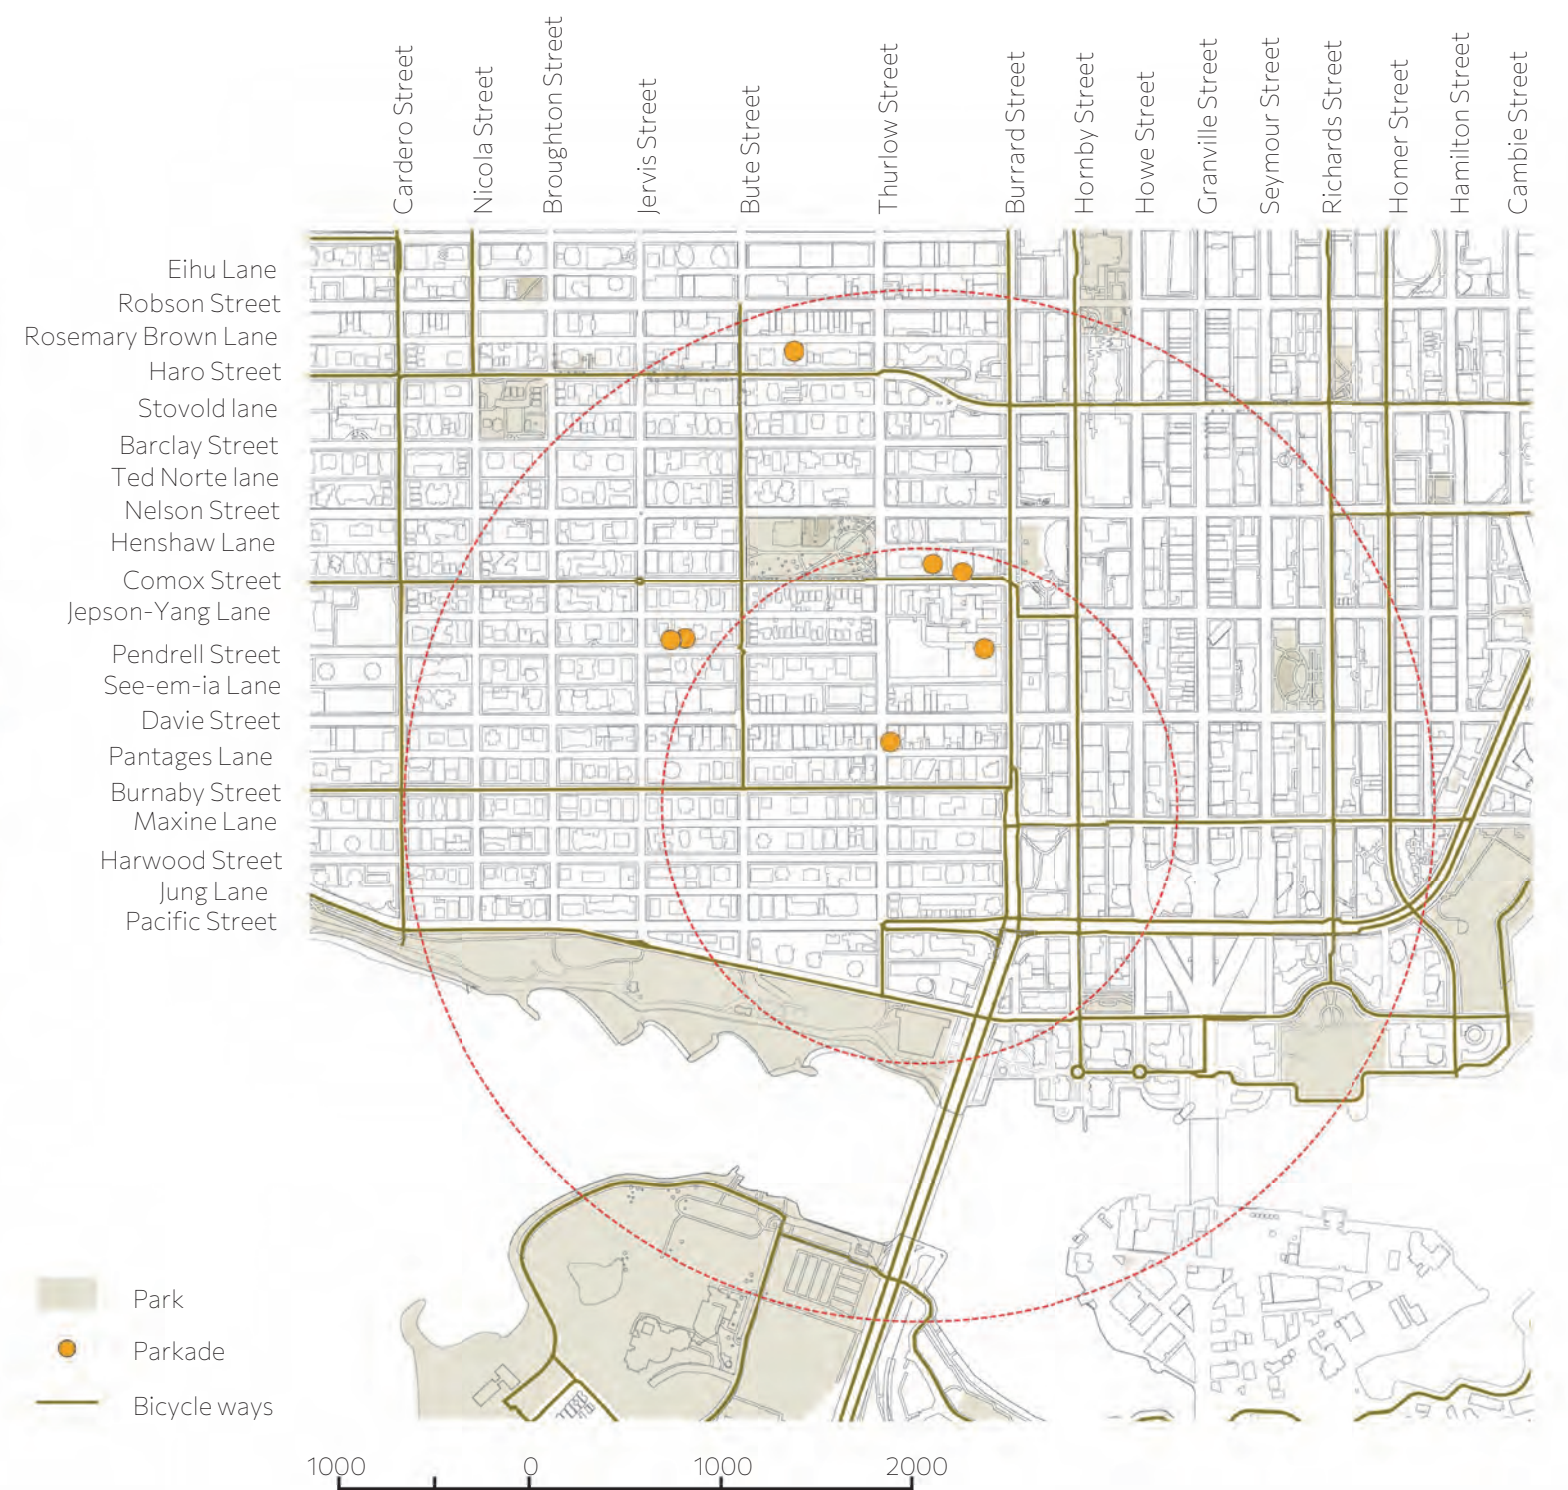 Cardero Street
Nicola Street
Broughton Street
Jervis Street
Bute Street
Thurlow Street
Burrard Street
Hornby Street
Howe Street
Granville Street
Seymour Street
Richards Street
Homer Street
Hamilton Street
Cambie Street
Eihu Lane
Robson Street
Rosemary Brown Lane
Haro Street
Stovold lane
Barclay Street
Ted Norte lane
Nelson Street
Henshaw Lane
Comox Street
Jepson-Yang Lane
Pendrell Street
See-em-ia Lane
Davie Street
Pantages Lane
Burnaby Street
Maxine Lane
Harwood Street
Jung Lane
Pacific Street
Park
Parkade
Bicycle ways
1000 0 1000 2000